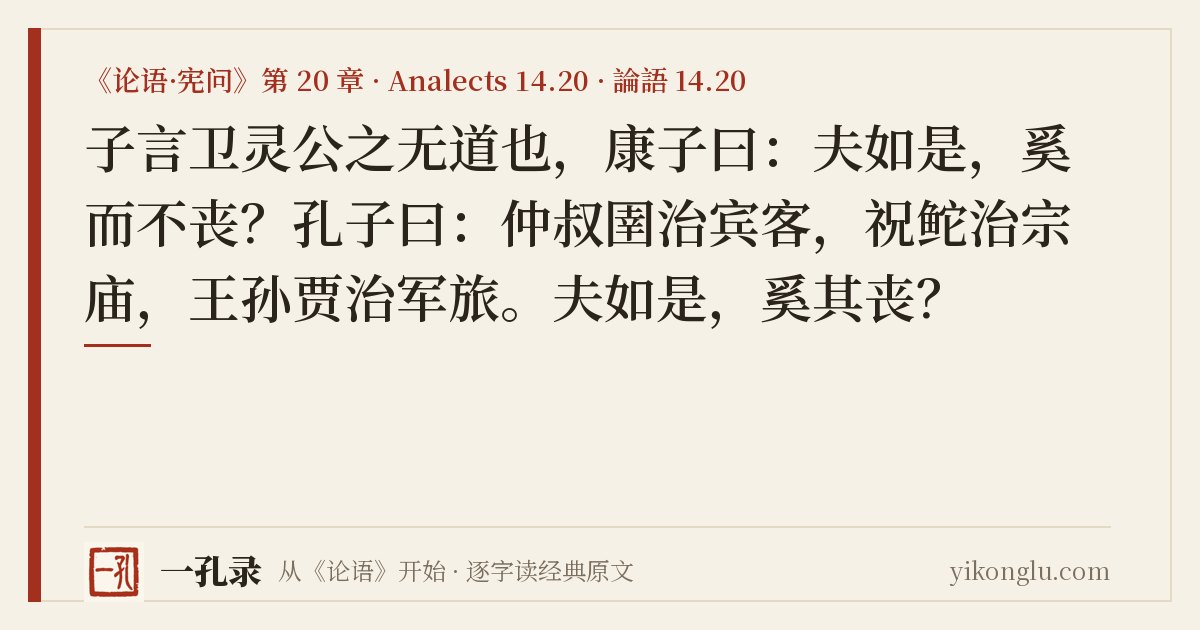 《论语·宪问》第 20 章 · Analects 14.20 · 論語 14.20
子言卫灵公之无道也，康子曰：夫如是，奚
而不丧？孔子曰：仲叔圉治宾客，祝鮀治宗
庙，王孙贾治军旅。夫如是，奚其丧？
一孔
一孔录
从《论语》开始 · 逐字读经典原文
yikonglu.com